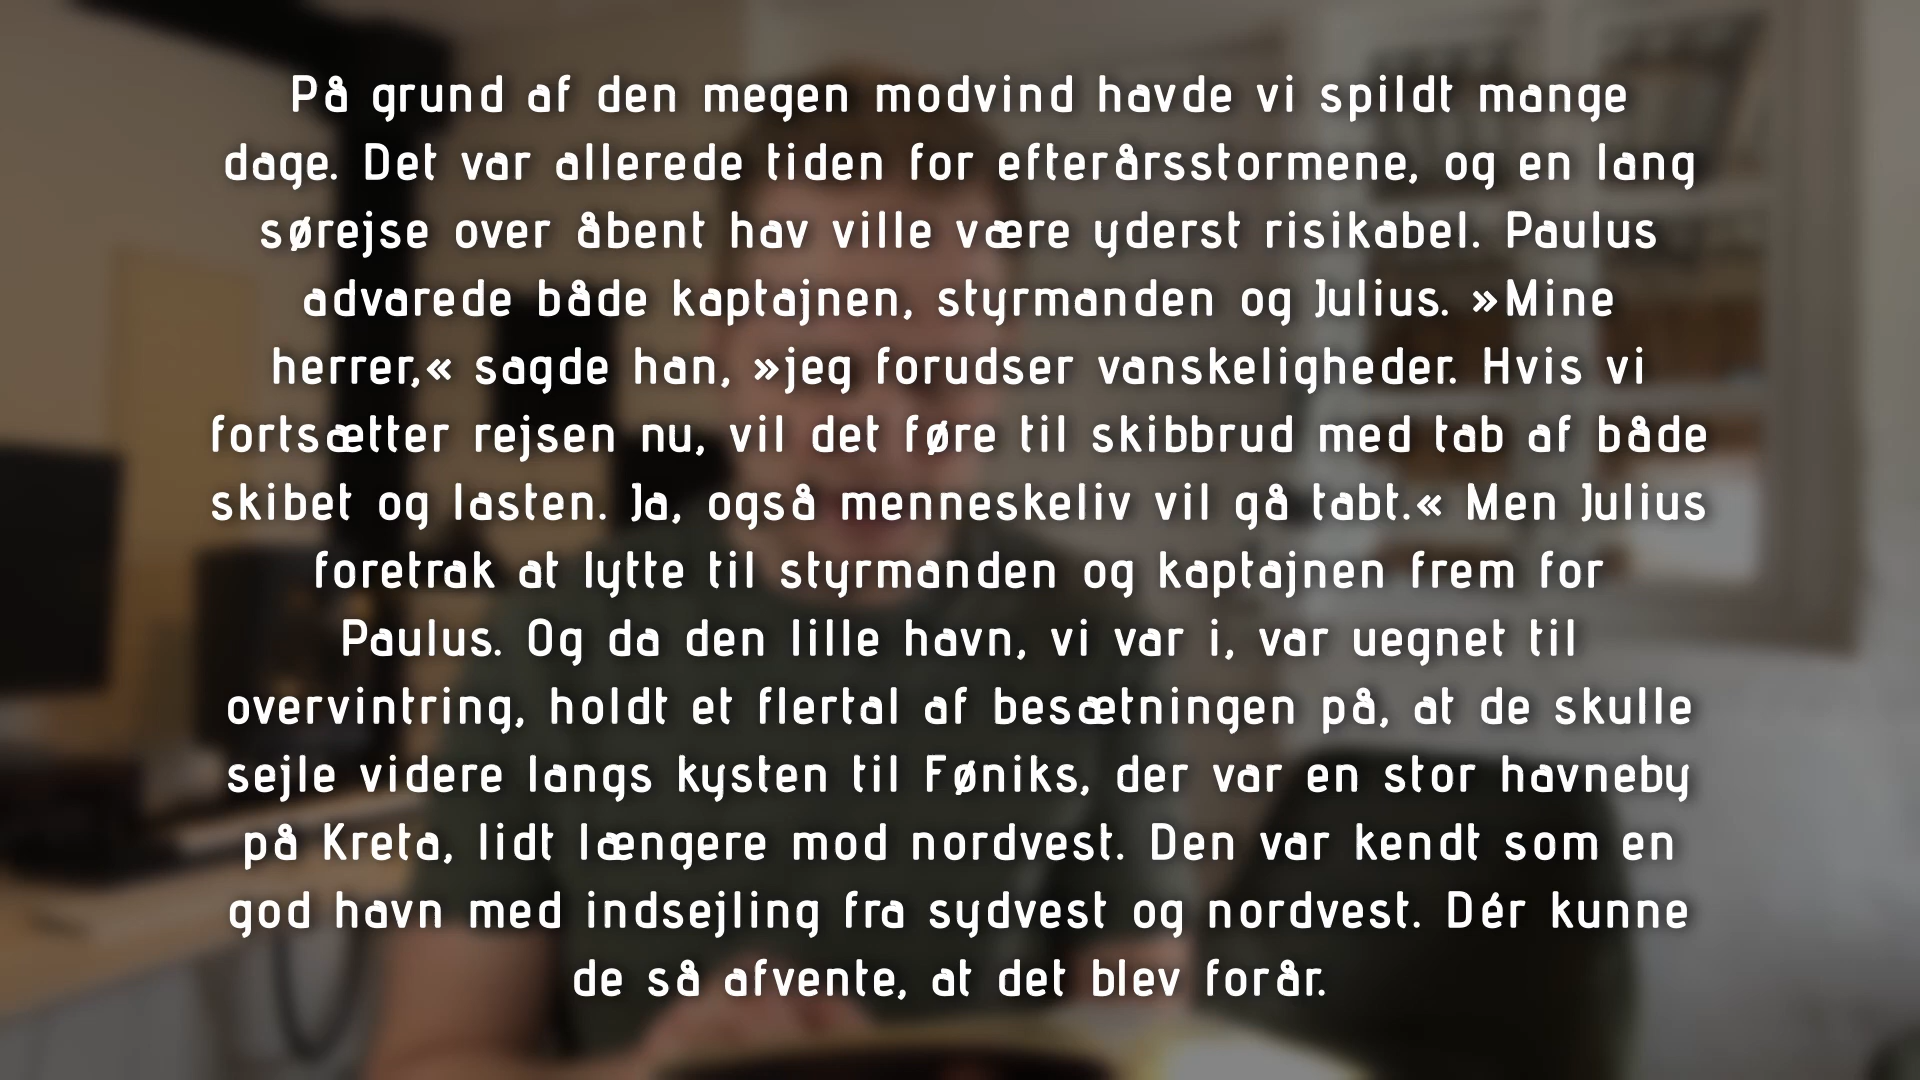 På grund af den megen modvind havde vi spildt mange
dage. Det var allerede tiden for efterårsstormene, og en lang
sørejse over åbent hav ville være yderst risikabel. Paulus
advarede både kaptajnen, styrmanden og Julius. »Mine
herrer,« sagde han, »jeg forudser vanskeligheder. Hvis vi
fortsætter rejsen nu, vil det føre til skibbrud med tab af både
skibet og lasten. Ja, også menneskeliv vil gå tabt.« Men Julius
foretrak at lytte til styrmanden og kaptajnen frem for
Paulus. Og da den lille havn, vi var i, var uegnet til
overvintring, holdt et flertal af besætningen på, at de skulle
sejle videre langs kysten til Føniks, der var en stor havneby
på Kreta, lidt længere mod nordvest. Den var kendt som en
god havn med indsejling fra sydvest og nordvest. Dér kunne
de så afvente, at det blev forår.